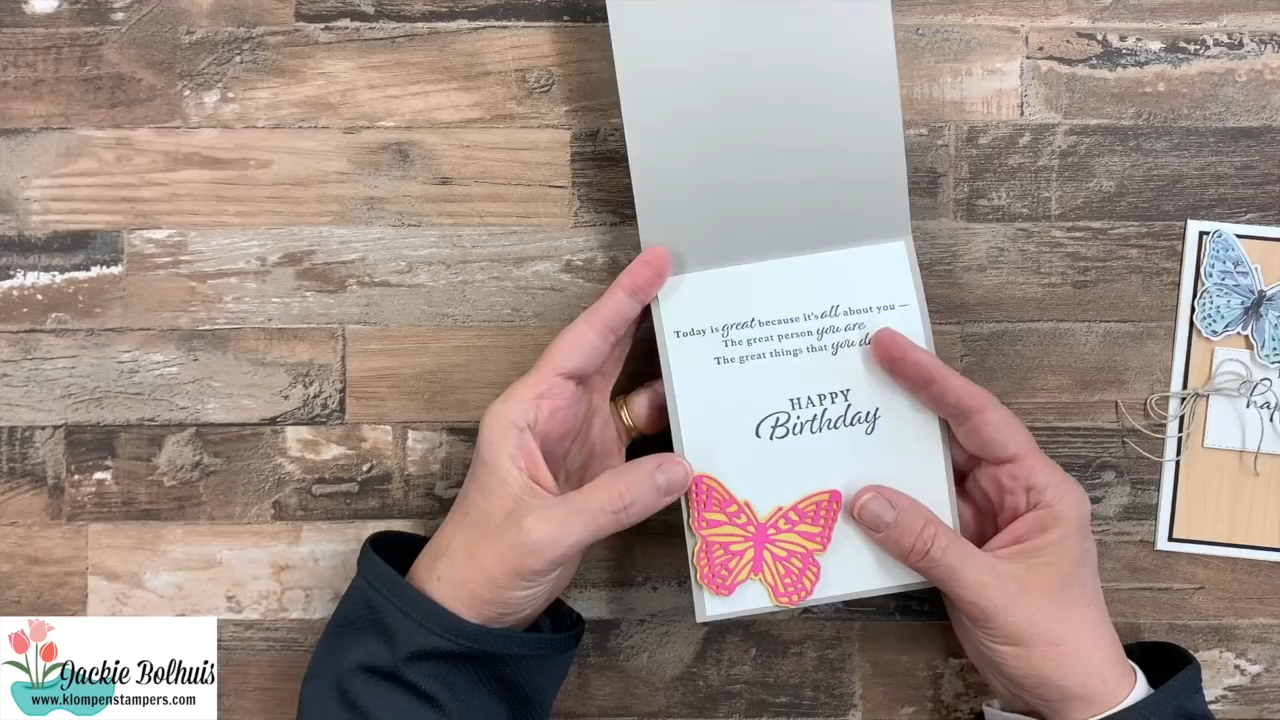 Today is great because it's all about you —
The great person you are
The great things that you
HAPPY
Birthday
Jackie Bolhuis
www.klompenstampers.com